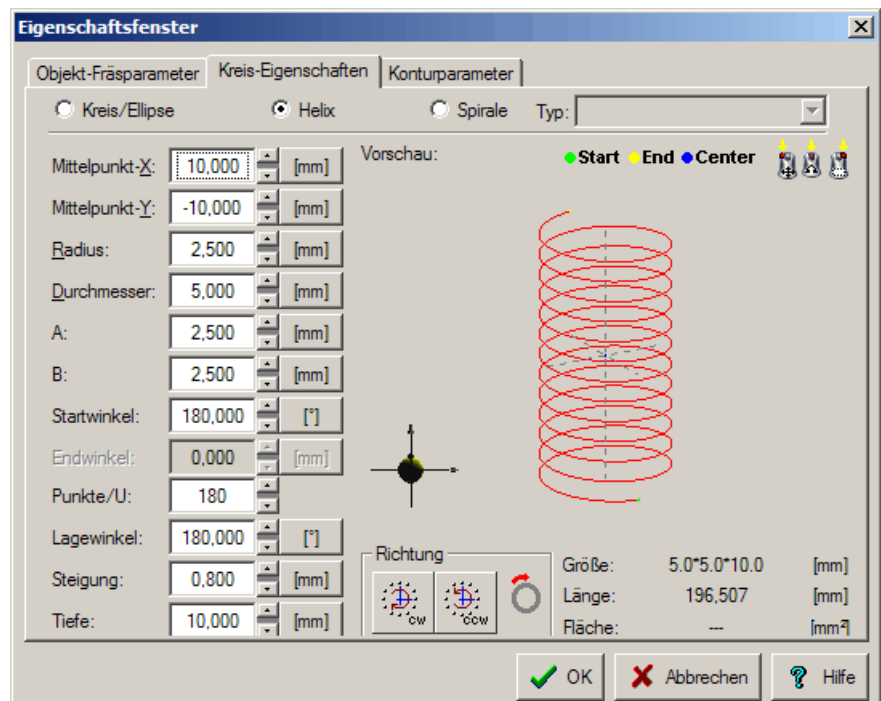 Eigenschaftsfenster
Objekt-Fräsparameter Kreis-Eigenschaften Konturparameter
Kreis/Ellipse Helix Spirale Typ:
Mittelpunkt-X: 10,000 [mm] Vorschau: Start End Center
Mittelpunkt-Y: -10,000 [mm]
Radius: 2,500 [mm]
Durchmesser: 5,000 [mm]
A: 2,500 [mm]
B: 2,500 [mm]
Startwinkel: 180,000 [°]
Endwinkel: 0,000 [mm]
Punkte/U: 180
Lagewinkel: 180,000 [°]
Steigung: 0,800 [mm]
Tiefe: 10,000 [mm]
Richtung
cw ccw
Größe: 5.0*5.0*10.0 [mm]
Länge: 196,507 [mm]
Fläche: --- [mm²]
OK Abbrechen Hilfe